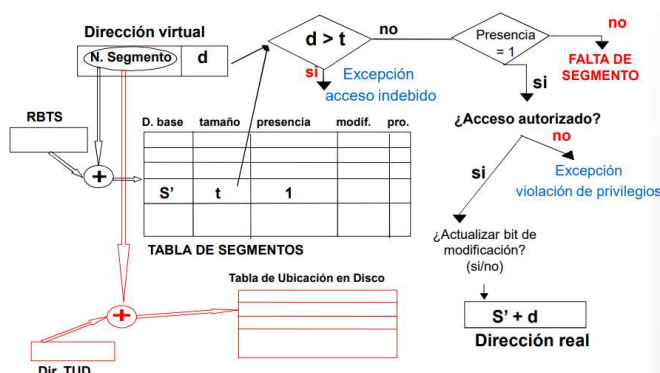 Dirección virtual
N. Segmento
d
d > t
no
Presencia
= 1
no
FALTA DE
SEGMENTO
si
Excepción
acceso indebido
si
RBTS
D. base
tamaño
presencia
modif.
pro.
¿Acceso autorizado?
no
+
S'
t
1
si
Excepción
violación de privilegios
TABLA DE SEGMENTOS
¿Actualizar bit de
modificación?
(si/no)
Tabla de Ubicación en Disco
+
S' + d
Dirección real
Dir. TUD